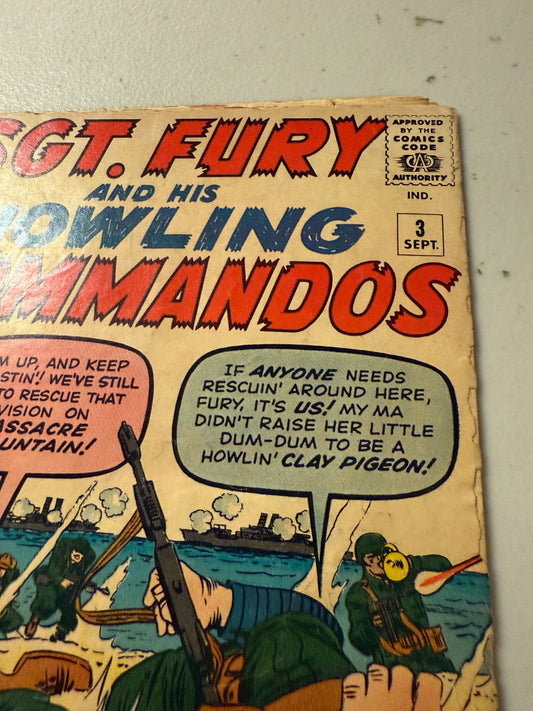 SGT. FURY
AND HIS
HOWLING
COMMANDOS
APPROVED
BY THE
COMICS
CODE
CA
AUTHORITY
IND.
3
SEPT.
M UP, AND KEEP
STIN'! WE'VE STILL
TO RESCUE THAT
VISION ON
ASSACRE
UNTAIN!
IF ANYONE NEEDS
RESCUIN' AROUND HERE,
FURY, IT'S US! MY MA
DIDN'T RAISE HER LITTLE
DUM-DUM TO BE A
HOWLIN' CLAY PIGEON!